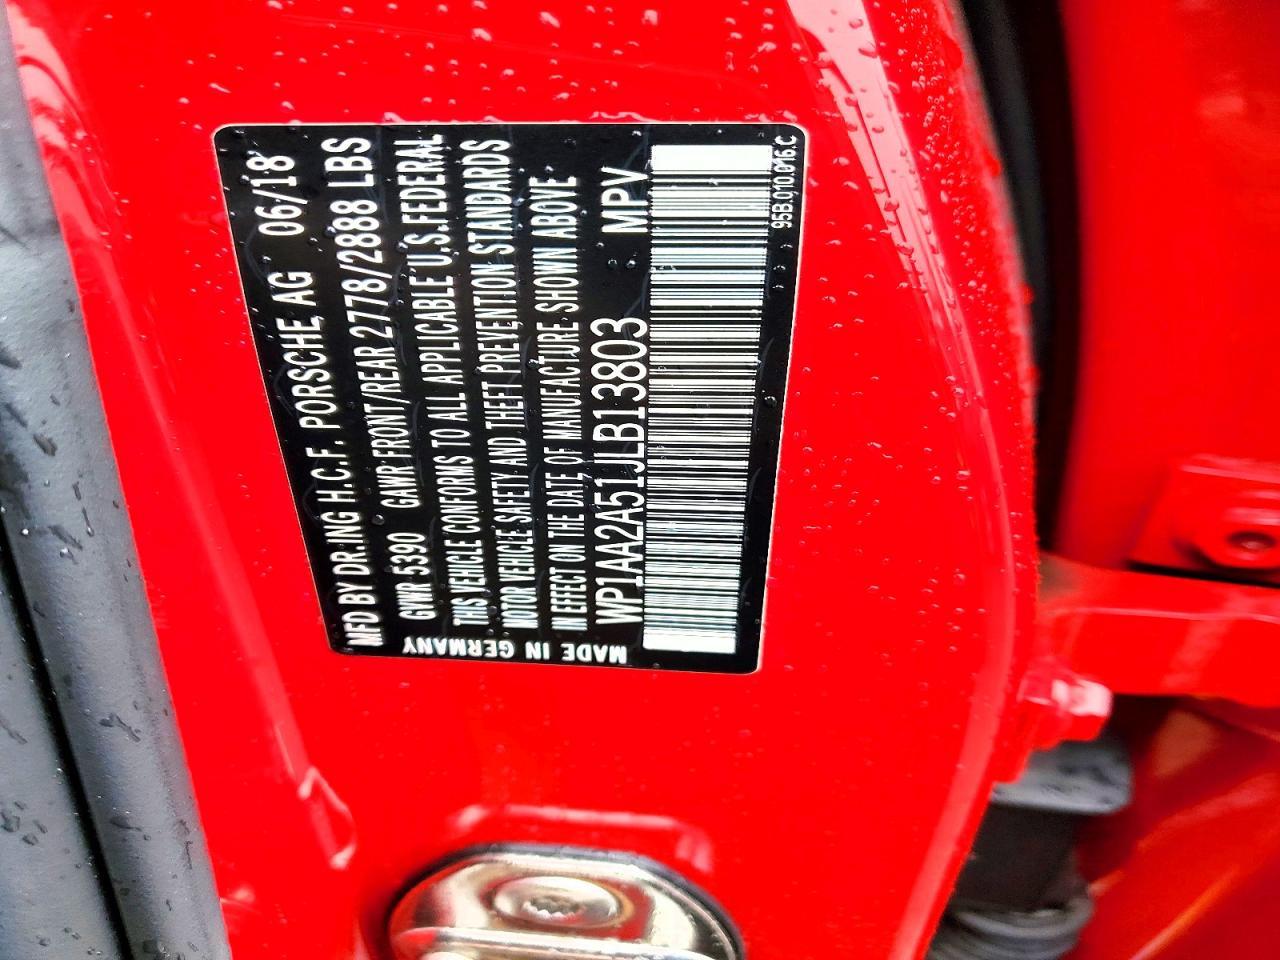 MFD BY DR.ING H.C.F. PORSCHE AG 06/18
GVWR 5390 GAWR FRONT/REAR 2778/2888 LBS
THIS VEHICLE CONFORMS TO ALL APPLICABLE U.S.FEDERAL
MOTOR VEHICLE SAFETY AND THEFT PREVENTION STANDARDS
IN EFFECT ON THE DATE OF MANUFACTURE SHOWN ABOVE
WP1AA2A51JLB13803 MPV
95B.010.016.C
MADE IN GERMANY